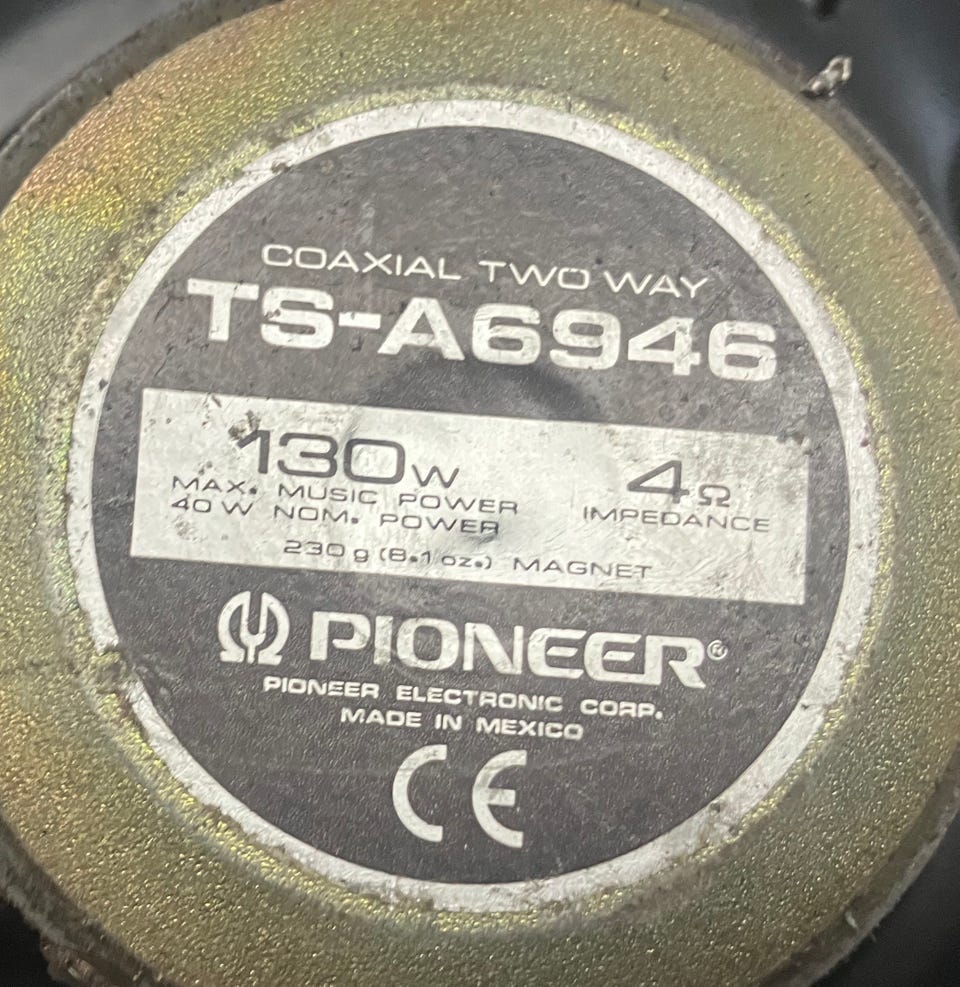 COAXIAL TWO WAY
TS-A6946
130W
MAX. MUSIC POWER
40 W NOM. POWER
4Ω
IMPEDANCE
230 g (8.1 oz.) MAGNET
PIONEER®
PIONEER ELECTRONIC CORP.
MADE IN MEXICO
CE